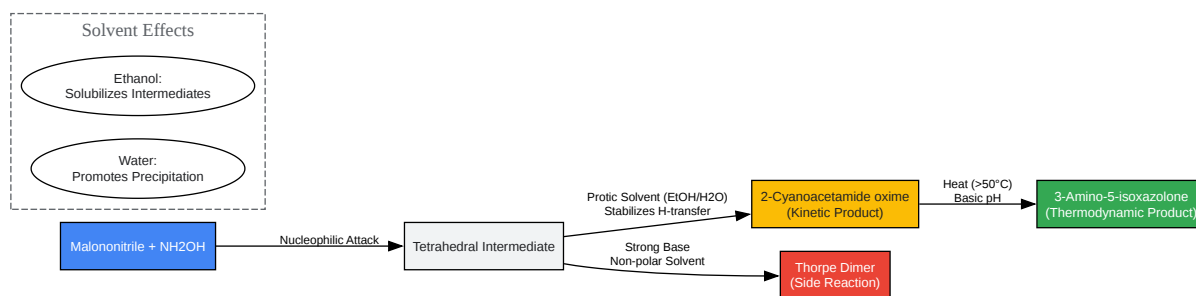 Solvent Effects
Ethanol:
Solubilizes Intermediates
Water:
Promotes Precipitation
Malononitrile + NH2OH
Nucleophilic Attack
Tetrahedral Intermediate
Protic Solvent (EtOH/H2O)
Stabilizes H-transfer
Strong Base
Non-polar Solvent
2-Cyanoacetamide oxime
(Kinetic Product)
Thorpe Dimer
(Side Reaction)
Heat (>50°C)
Basic pH
3-Amino-5-isoxazolone
(Thermodynamic Product)